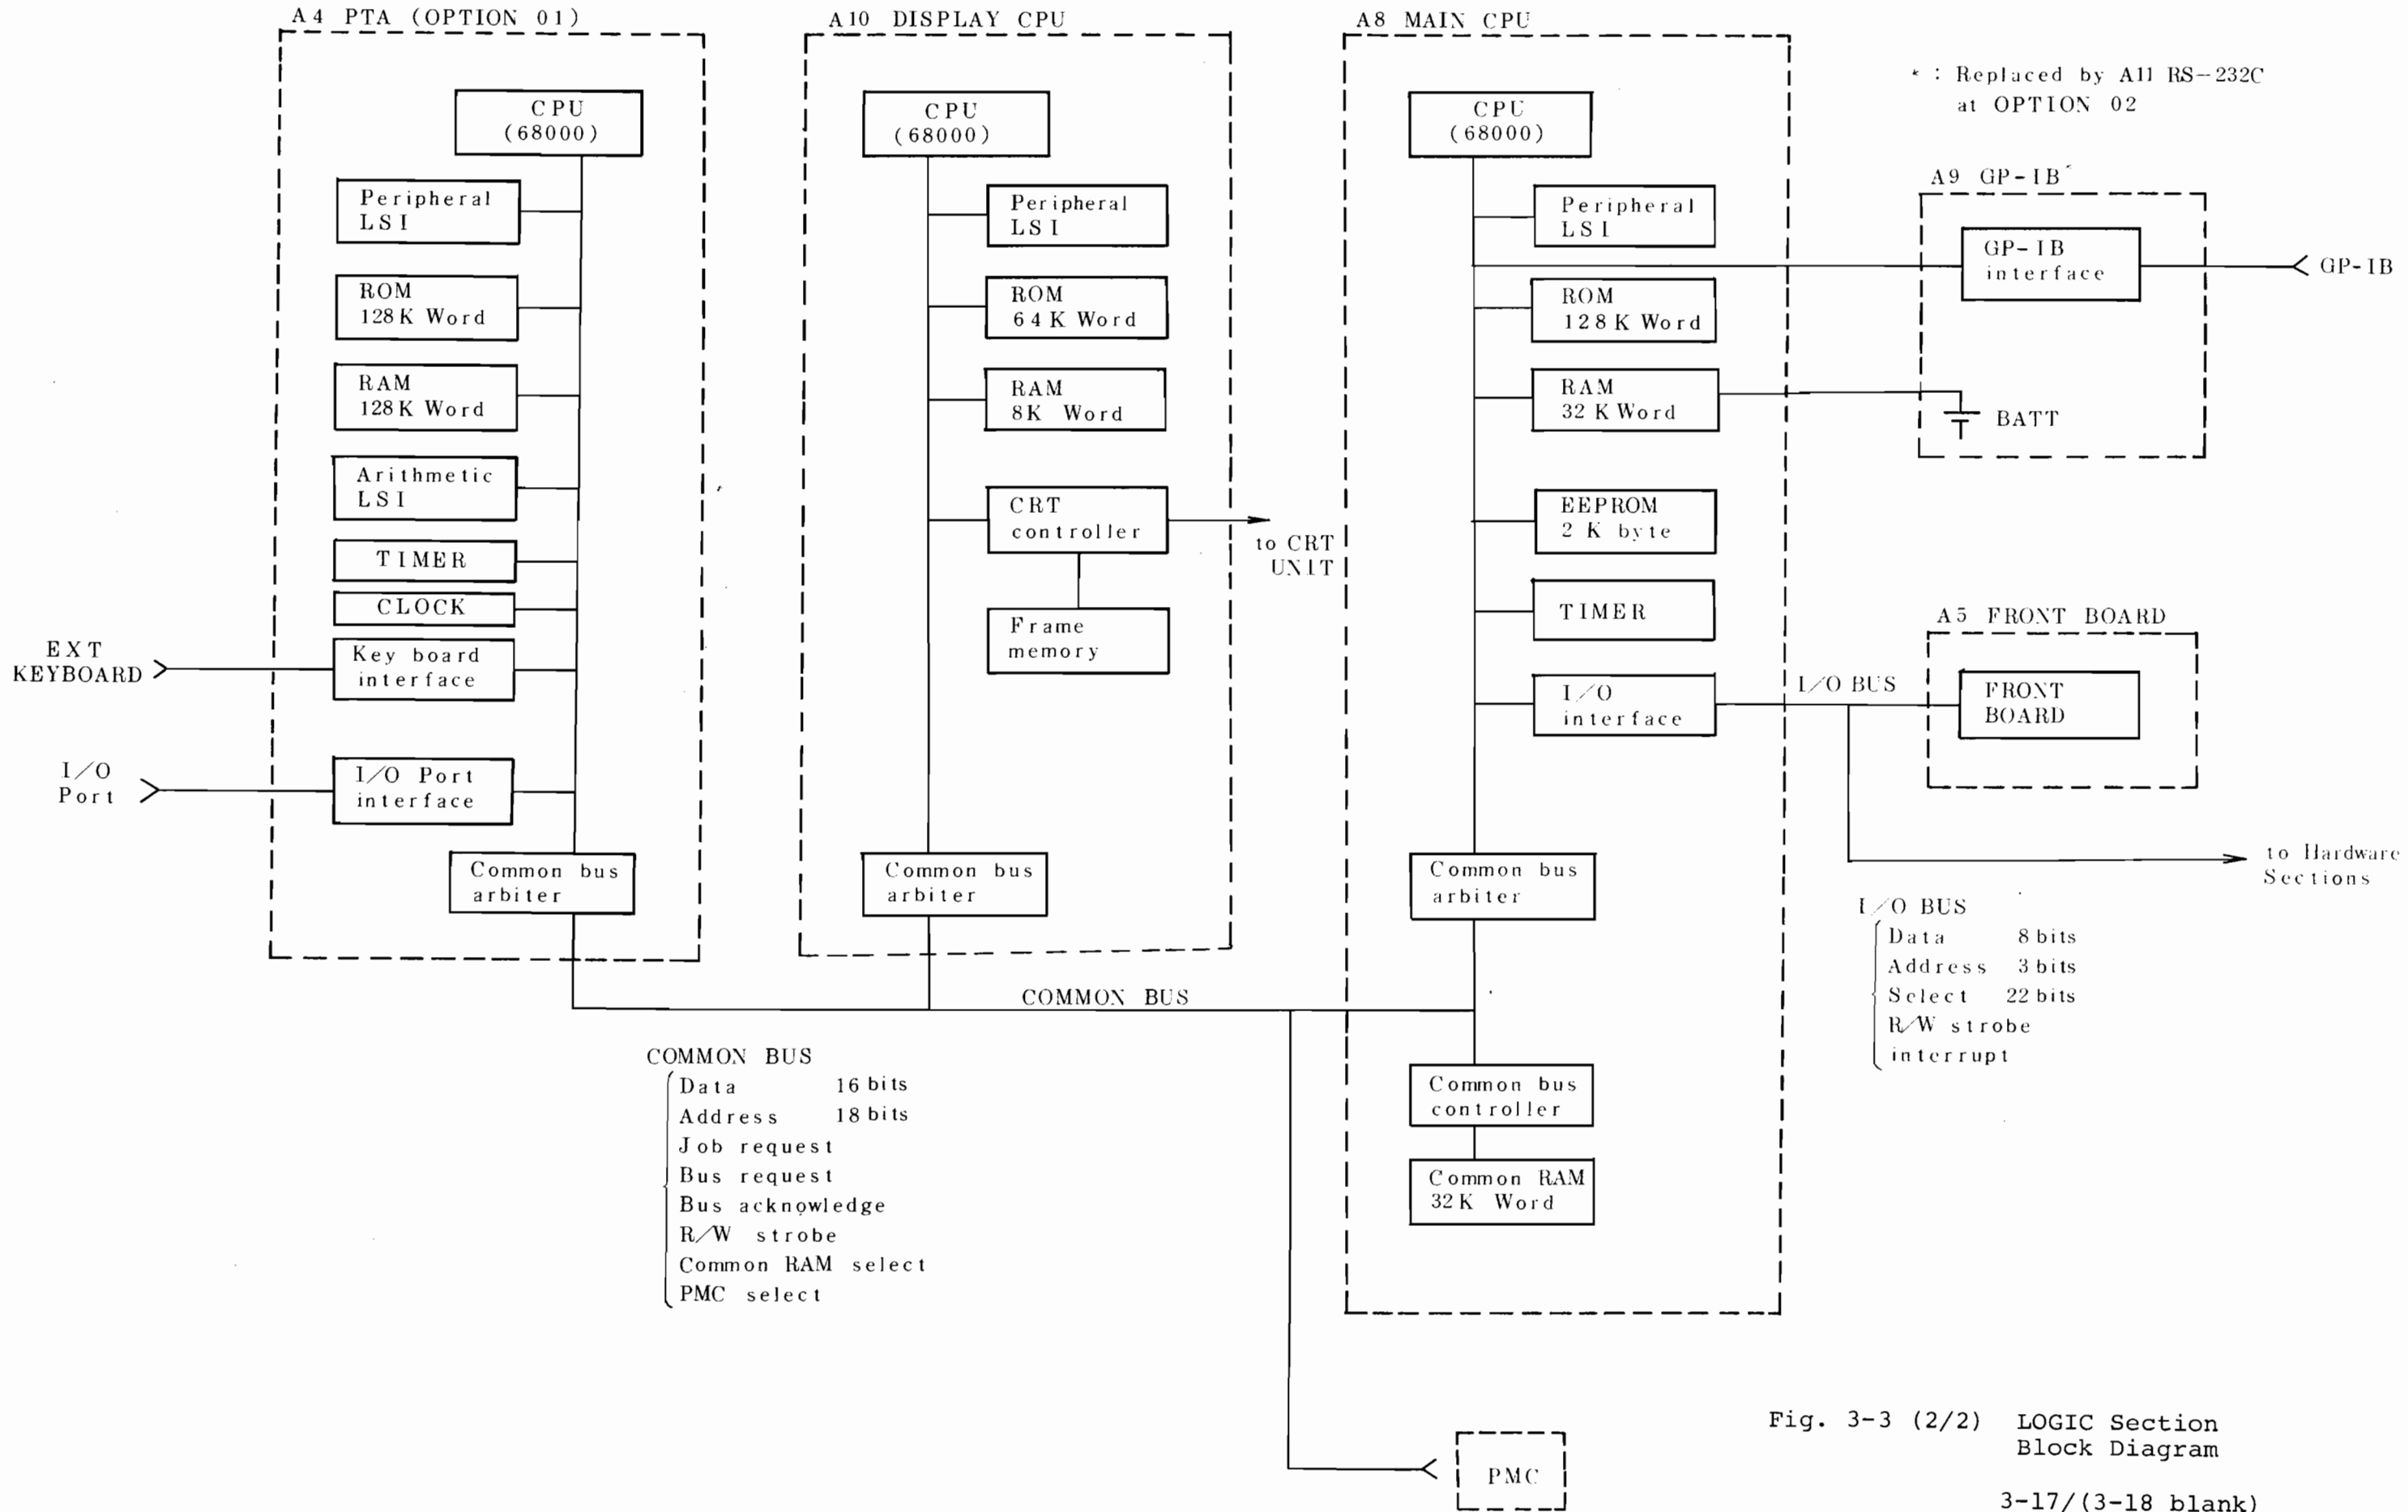 A4 PTA (OPTION 01)
CPU
(68000)
Peripheral
LSI
ROM
128K Word
RAM
128K Word
Arithmetic
LSI
TIMER
CLOCK
EXT
KEYBOARD
Key board
interface
I/O
Port
I/O Port
interface
Common bus
arbiter
A10 DISPLAY CPU
CPU
(68000)
Peripheral
LSI
ROM
64K Word
RAM
8K Word
CRT
controller
to CRT
UNIT
Frame
memory
Common bus
arbiter
A8 MAIN CPU
CPU
(68000)
Peripheral
LSI
ROM
128K Word
RAM
32K Word
EEPROM
2K byte
TIMER
I/O
interface
Common bus
arbiter
Common bus
controller
Common RAM
32K Word
* : Replaced by A11 RS-232C
at OPTION 02
A9 GP-IB*
GP-IB
interface
GP-IB
BATT
A5 FRONT BOARD
I/O BUS
FRONT
BOARD
to Hardware
Sections
I/O BUS
Data 8 bits
Address 3 bits
Select 22 bits
R/W strobe
interrupt
COMMON BUS
COMMON BUS
Data 16 bits
Address 18 bits
Job request
Bus request
Bus acknowledge
R/W strobe
Common RAM select
PMC select
PMC
Fig. 3-3 (2/2) LOGIC Section
Block Diagram
3-17/(3-18 blank)